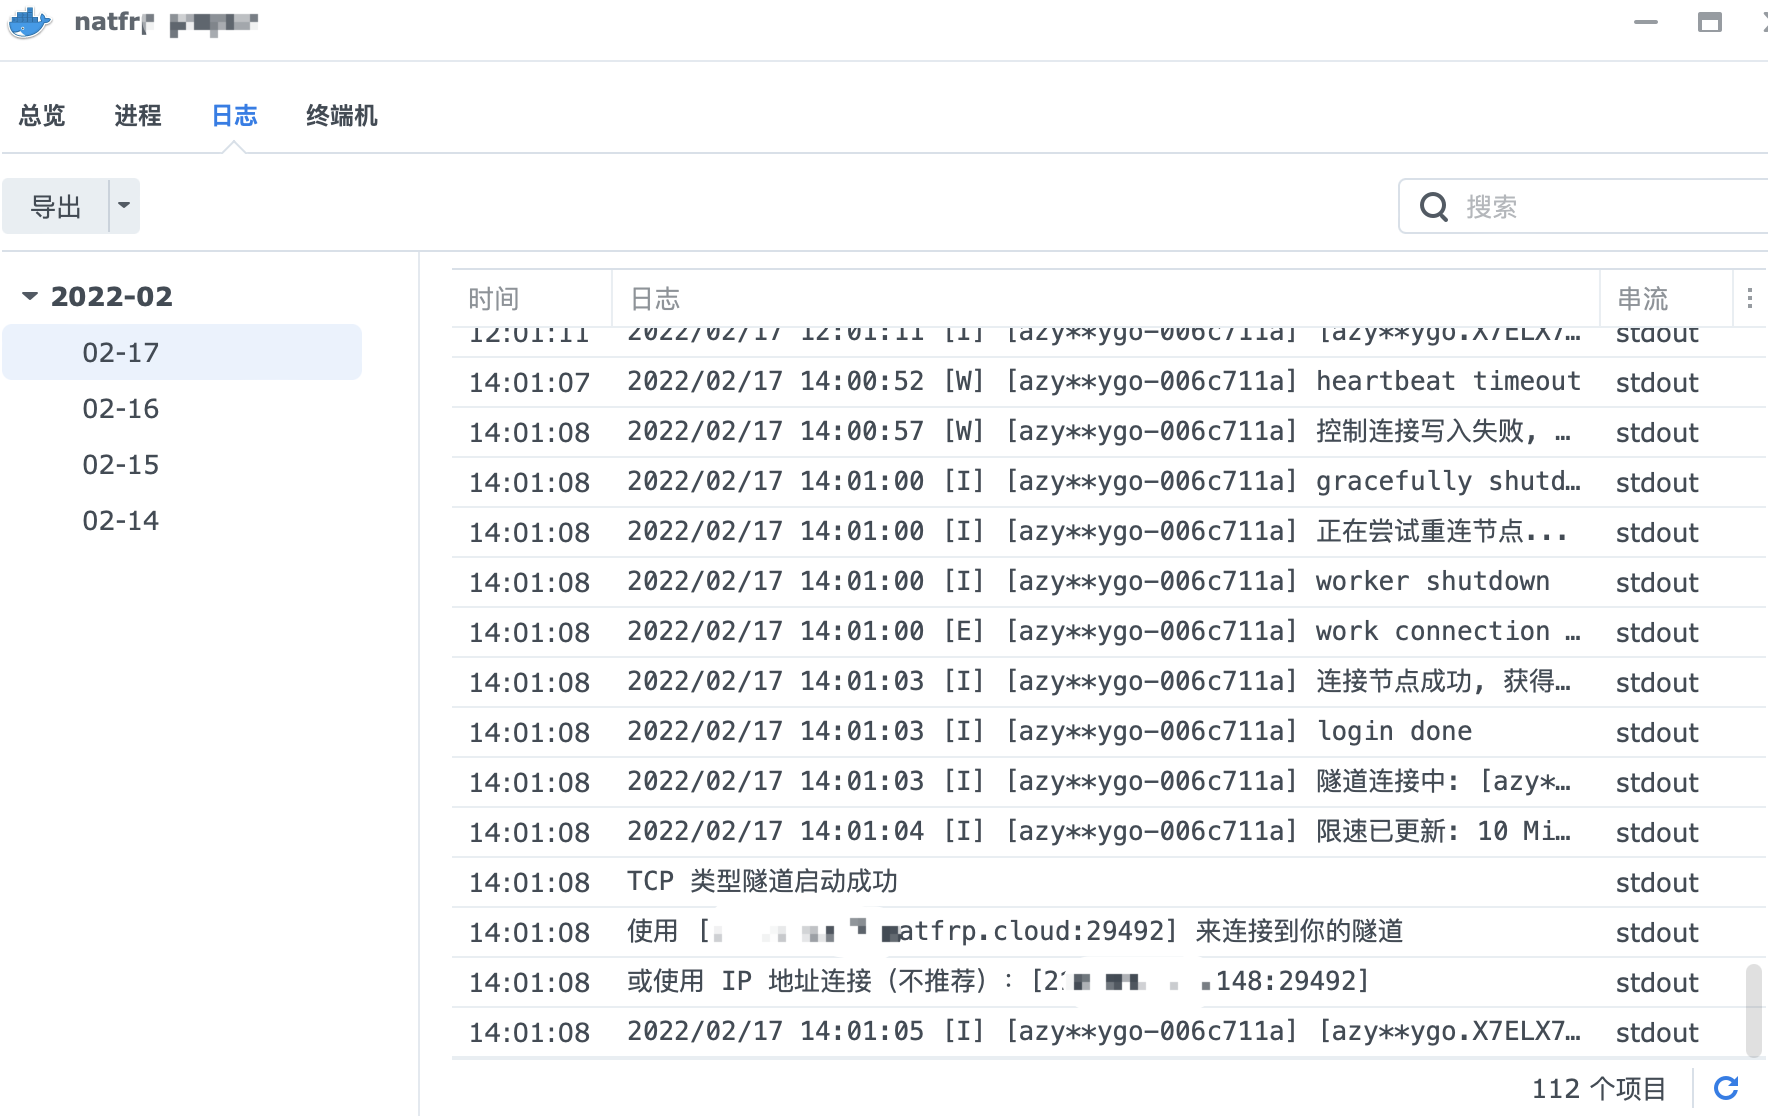 natfr
总览 进程 日志 终端机
导出 搜索
2022-02
02-17
02-16
02-15
02-14
时间 日志 串流
12:01:11 2022/02/17 12:01:11 [I] [azy**ygo-006c711a] [azy**ygo.X7ELX7… stdout
14:01:07 2022/02/17 14:00:52 [W] [azy**ygo-006c711a] heartbeat timeout stdout
14:01:08 2022/02/17 14:00:57 [W] [azy**ygo-006c711a] 控制连接写入失败, … stdout
14:01:08 2022/02/17 14:01:00 [I] [azy**ygo-006c711a] gracefully shutd… stdout
14:01:08 2022/02/17 14:01:00 [I] [azy**ygo-006c711a] 正在尝试重连节点... stdout
14:01:08 2022/02/17 14:01:00 [I] [azy**ygo-006c711a] worker shutdown stdout
14:01:08 2022/02/17 14:01:00 [E] [azy**ygo-006c711a] work connection … stdout
14:01:08 2022/02/17 14:01:03 [I] [azy**ygo-006c711a] 连接节点成功, 获得… stdout
14:01:08 2022/02/17 14:01:03 [I] [azy**ygo-006c711a] login done stdout
14:01:08 2022/02/17 14:01:03 [I] [azy**ygo-006c711a] 隧道连接中: [azy*… stdout
14:01:08 2022/02/17 14:01:04 [I] [azy**ygo-006c711a] 限速已更新: 10 Mi… stdout
14:01:08 TCP 类型隧道启动成功 stdout
14:01:08 使用 [ atfrp.cloud:29492] 来连接到你的隧道 stdout
14:01:08 或使用 IP 地址连接（不推荐）: [2 148:29492] stdout
14:01:08 2022/02/17 14:01:05 [I] [azy**ygo-006c711a] [azy**ygo.X7ELX7… stdout
112 个项目